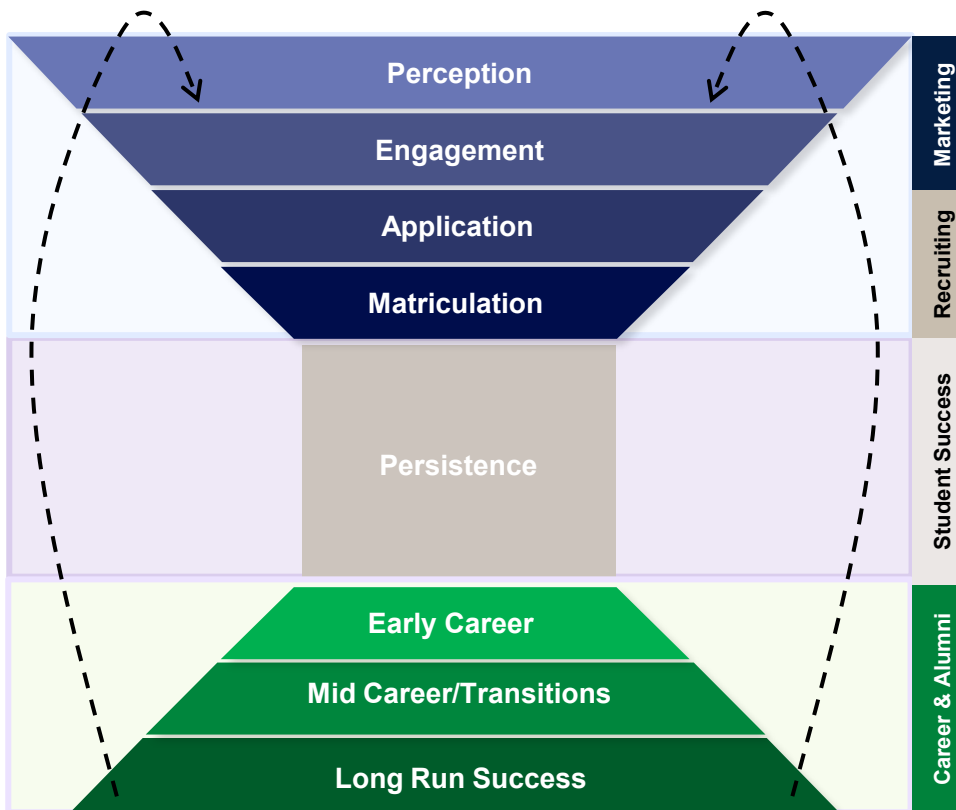 Perception
Engagement
Application
Matriculation
Persistence
Early Career
Mid Career/Transitions
Long Run Success
Marketing
Recruiting
Student Success
Career & Alumni